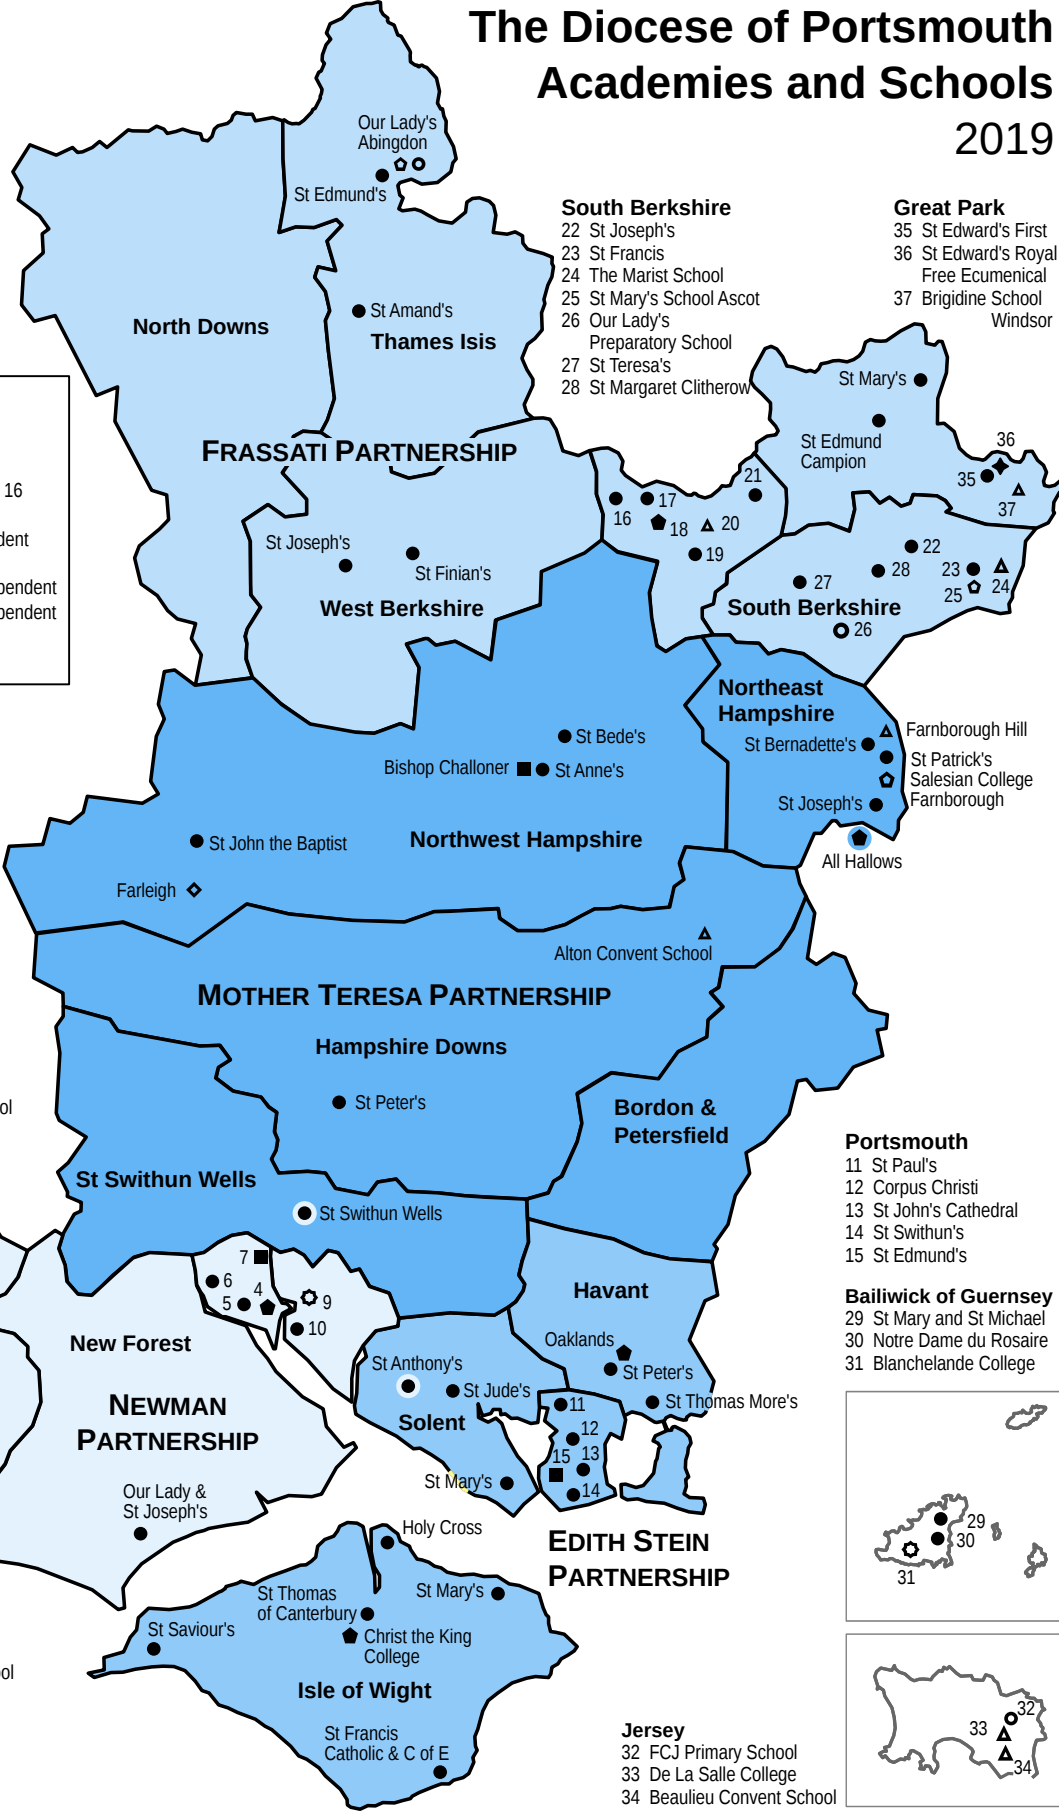 The Diocese of Portsmouth
Academies and Schools
2019
Our Lady's
Abingdon
St Edmund's
South Berkshire
22 St Joseph's
23 St Francis
24 The Marist School
25 St Mary's School Ascot
26 Our Lady's
Preparatory School
27 St Teresa's
28 St Margaret Clitherow
Great Park
35 St Edward's First
36 St Edward's Royal
Free Ecumenical
37 Brigidine School
Windsor
North Downs
St Amand's
Thames Isis
FRASSATI PARTNERSHIP
St Mary's
St Edmund
Campion
36
35
37
16
dent
pendent
pendent
21
17
16
18
20
19
St Joseph's
St Finian's
West Berkshire
22
28
23
24
25
27
South Berkshire
26
Northeast
Hampshire
Farnborough Hill
St Bernadette's
St Patrick's
Salesian College
Farnborough
St Joseph's
All Hallows
St Bede's
Bishop Challoner
St Anne's
St John the Baptist
Northwest Hampshire
Farleigh
Alton Convent School
MOTHER TERESA PARTNERSHIP
Hampshire Downs
St Peter's
Bordon &
Petersfield
ol
St Swithun Wells
St Swithun Wells
Portsmouth
11 St Paul's
12 Corpus Christi
13 St John's Cathedral
14 St Swithun's
15 St Edmund's
7
6
4
5
9
10
Havant
Bailiwick of Guernsey
29 St Mary and St Michael
30 Notre Dame du Rosaire
31 Blanchelande College
New Forest
Oaklands
St Peter's
St Thomas More's
St Anthony's
St Jude's
Solent
11
12
13
15
14
St Mary's
NEWMAN
PARTNERSHIP
Our Lady &
St Joseph's
EDITH STEIN
PARTNERSHIP
29
30
31
Holy Cross
St Thomas
of Canterbury
St Mary's
St Saviour's
Christ the King
College
ol
Isle of Wight
St Francis
Catholic & C of E
Jersey
32 FCJ Primary School
33 De La Salle College
34 Beaulieu Convent School
32
33
34